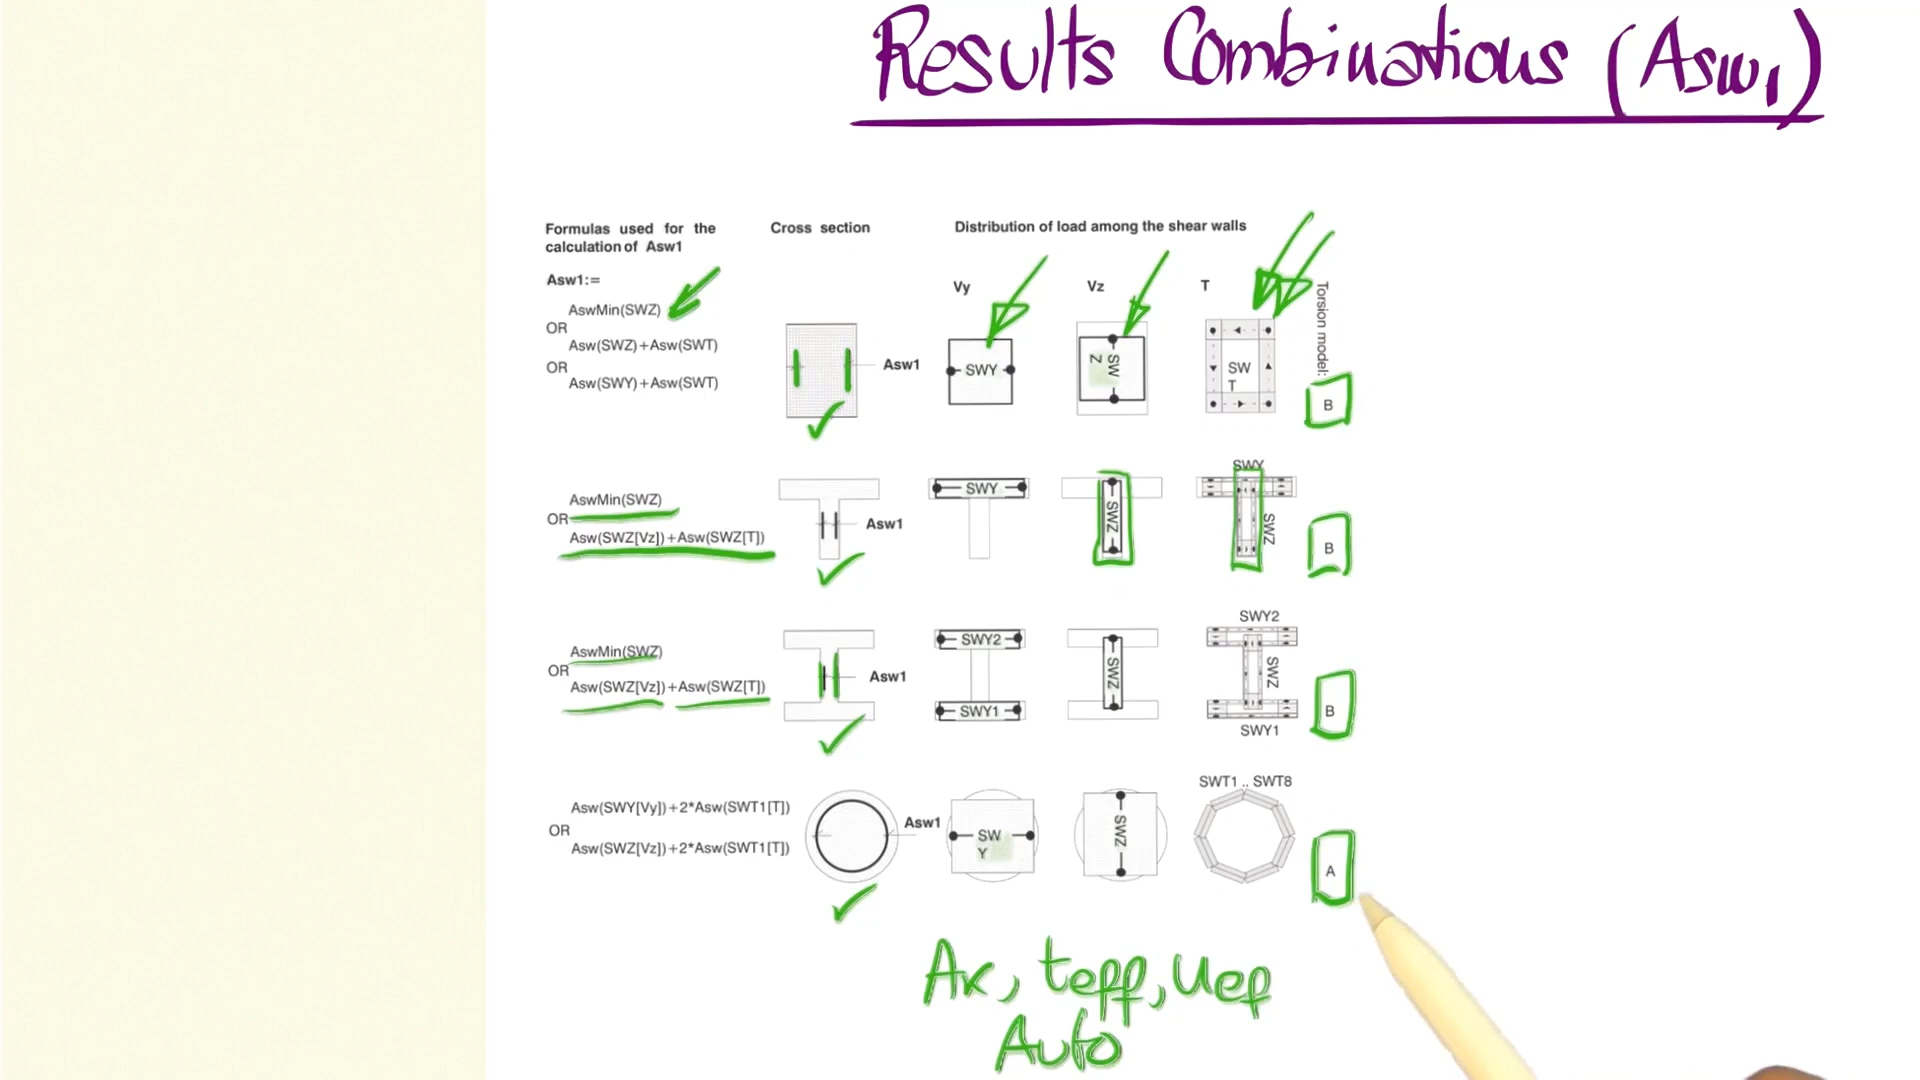 Results Combinations (Asw1)
Formulas used for the
calculation of Asw1
Cross section
Distribution of load among the shear walls
Asw1:=
AswMin(SWZ)
OR
Asw(SWZ)+Asw(SWT)
OR
Asw(SWY)+Asw(SWT)
Asw1
Vy
SWY
Vz
SW
Z
T
SW
T
Torsion model:
B
AswMin(SWZ)
OR
Asw(SWZ[Vz])+Asw(SWZ[T])
Asw1
SWY
SWZ
SWY
SWZ
B
AswMin(SWZ)
OR
Asw(SWZ[Vz])+Asw(SWZ[T])
Asw1
SWY2
SWY1
SWZ
SWY2
SWZ
SWY1
B
Asw(SWY[Vy])+2*Asw(SWT1[T])
OR
Asw(SWZ[Vz])+2*Asw(SWT1[T])
Asw1
SW
Y
SWZ
SWT1 .. SWT8
A
Ak, teff, Uef
Auto